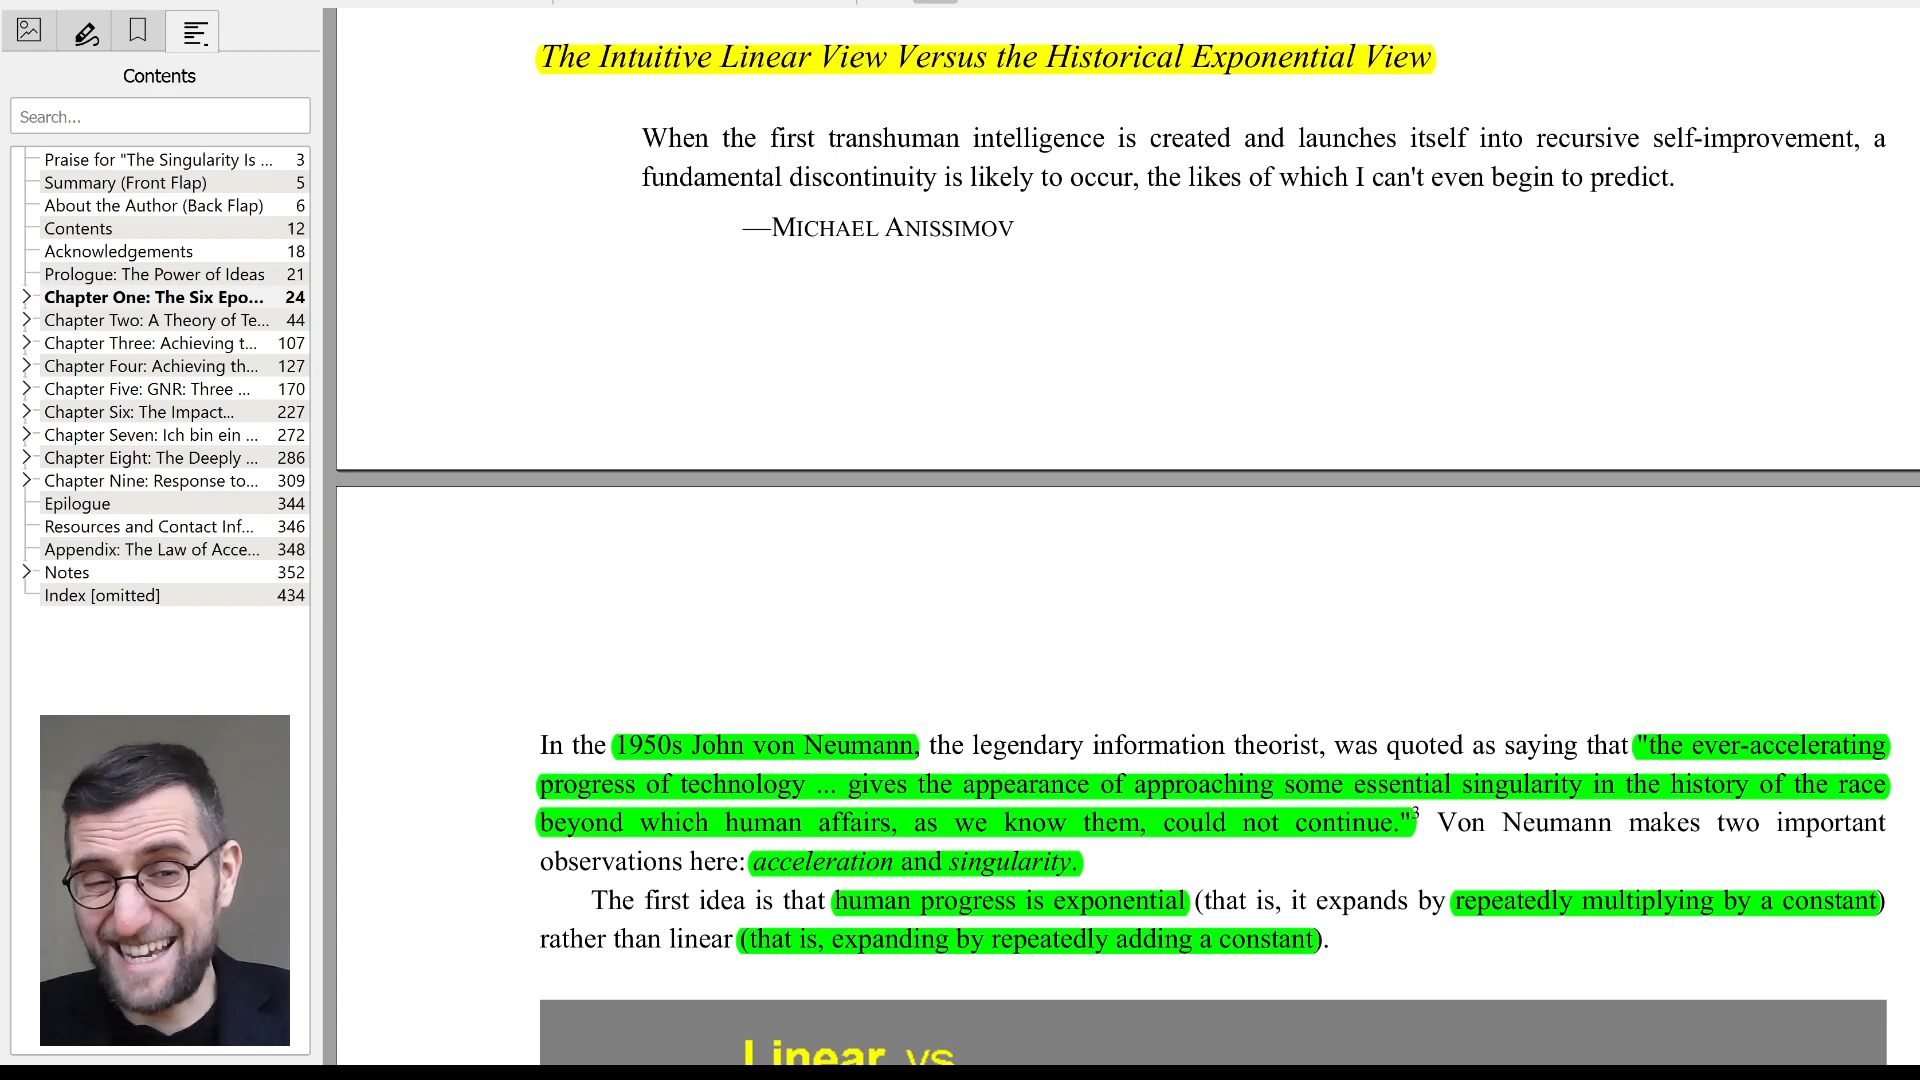 Contents
Search...
Praise for "The Singularity Is ... 3
Summary (Front Flap) 5
About the Author (Back Flap) 6
Contents 12
Acknowledgements 18
Prologue: The Power of Ideas 21
Chapter One: The Six Epo... 24
Chapter Two: A Theory of Te... 44
Chapter Three: Achieving t... 107
Chapter Four: Achieving th... 127
Chapter Five: GNR: Three ... 170
Chapter Six: The Impact... 227
Chapter Seven: Ich bin ein ... 272
Chapter Eight: The Deeply ... 286
Chapter Nine: Response to... 309
Epilogue 344
Resources and Contact Inf... 346
Appendix: The Law of Acce... 348
Notes 352
Index [omitted] 434
The Intuitive Linear View Versus the Historical Exponential View
When the first transhuman intelligence is created and launches itself into recursive self-improvement, a
fundamental discontinuity is likely to occur, the likes of which I can't even begin to predict.
—MICHAEL ANISSIMOV
In the 1950s John von Neumann, the legendary information theorist, was quoted as saying that "the ever-accelerating
progress of technology ... gives the appearance of approaching some essential singularity in the history of the race
beyond which human affairs, as we know them, could not continue."3 Von Neumann makes two important
observations here: acceleration and singularity.
The first idea is that human progress is exponential (that is, it expands by repeatedly multiplying by a constant)
rather than linear (that is, expanding by repeatedly adding a constant).
Linear vs